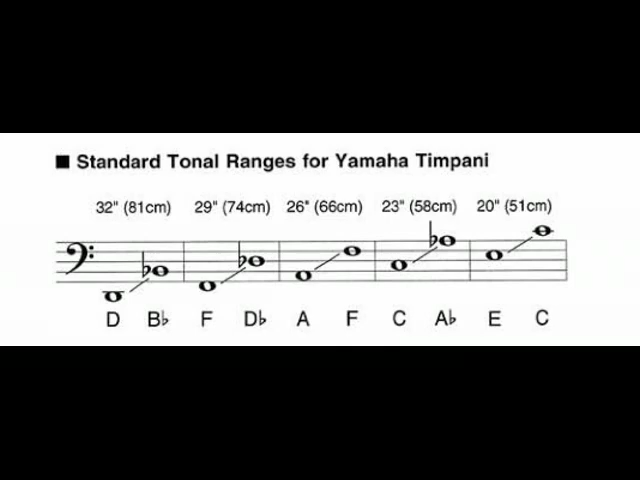 ■ Standard Tonal Ranges for Yamaha Timpani
32" (81cm) 29" (74cm) 26" (66cm) 23" (58cm) 20" (51cm)
D B♭ F D♭ A F C A♭ E C